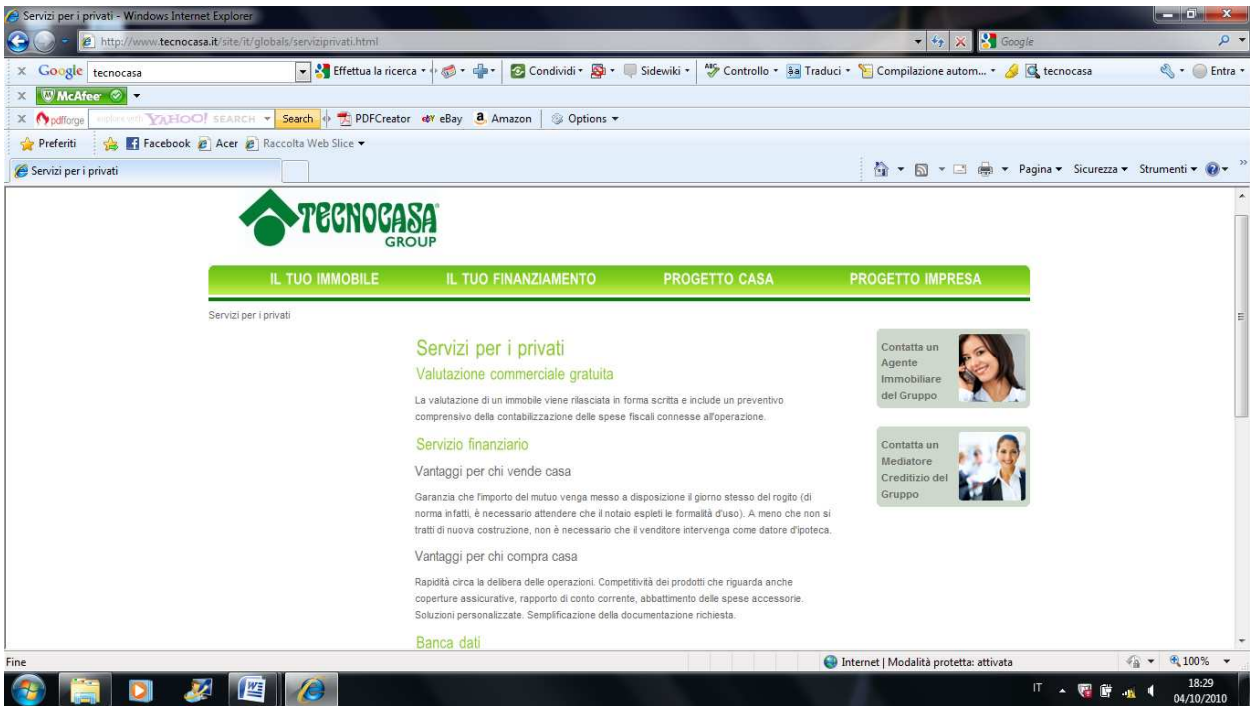 Servizi per i privati - Windows Internet Explorer
http://www.tecnocasa.it/site/it/globals/serviziprivati.html
Google
x Google tecnocasa Effettua la ricerca Condividi Sidewiki Controllo Traduci Compilazione autom... tecnocasa Entra
x McAfee
x pdfforge YAHOO! SEARCH Search PDFCreator eBay Amazon Options
Preferiti Facebook Acer Raccolta Web Slice
Servizi per i privati Pagina Sicurezza Strumenti
TECNOCASA
GROUP
IL TUO IMMOBILE IL TUO FINANZIAMENTO PROGETTO CASA PROGETTO IMPRESA
Servizi per i privati
Servizi per i privati
Valutazione commerciale gratuita
La valutazione di un immobile viene rilasciata in forma scritta e include un preventivo
comprensivo della contabilizzazione delle spese fiscali connesse all'operazione.
Servizio finanziario
Vantaggi per chi vende casa
Garanzia che l'importo del mutuo venga messo a disposizione il giorno stesso del rogito (di
norma infatti, è necessario attendere che il notaio espleti le formalità d'uso). A meno che non si
tratti di nuova costruzione, non è necessario che il venditore intervenga come datore d'ipoteca.
Vantaggi per chi compra casa
Rapidità circa la delibera delle operazioni. Competitività dei prodotti che riguarda anche
coperture assicurative, rapporto di conto corrente, abbattimento delle spese accessorie.
Soluzioni personalizzate. Semplificazione della documentazione richiesta.
Banca dati
Contatta un
Agente
Immobiliare
del Gruppo
Contatta un
Mediatore
Creditizio del
Gruppo
Fine Internet | Modalità protetta: attivata 100%
IT 18:29
04/10/2010